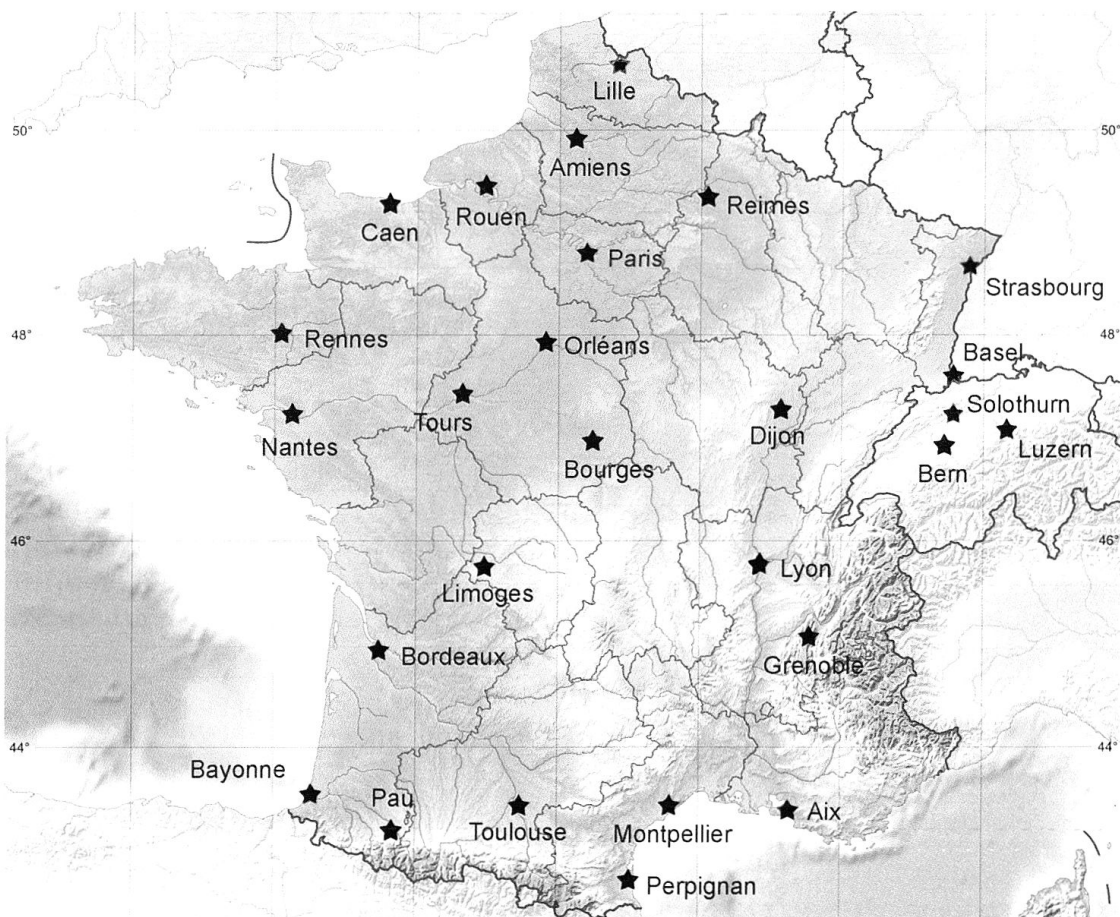 Lille
50°
50°
Amiens
Rouen
Reimes
Caen
Paris
Strasbourg
48°
Rennes
Orléans
48°
Basel
Tours
Solothurn
Nantes
Dijon
Luzern
Bourges
Bern
46°
46°
Lyon
Limoges
Bordeaux
Grenoble
44°
44°
Bayonne
Pau
Toulouse
Montpellier
Aix
Perpignan